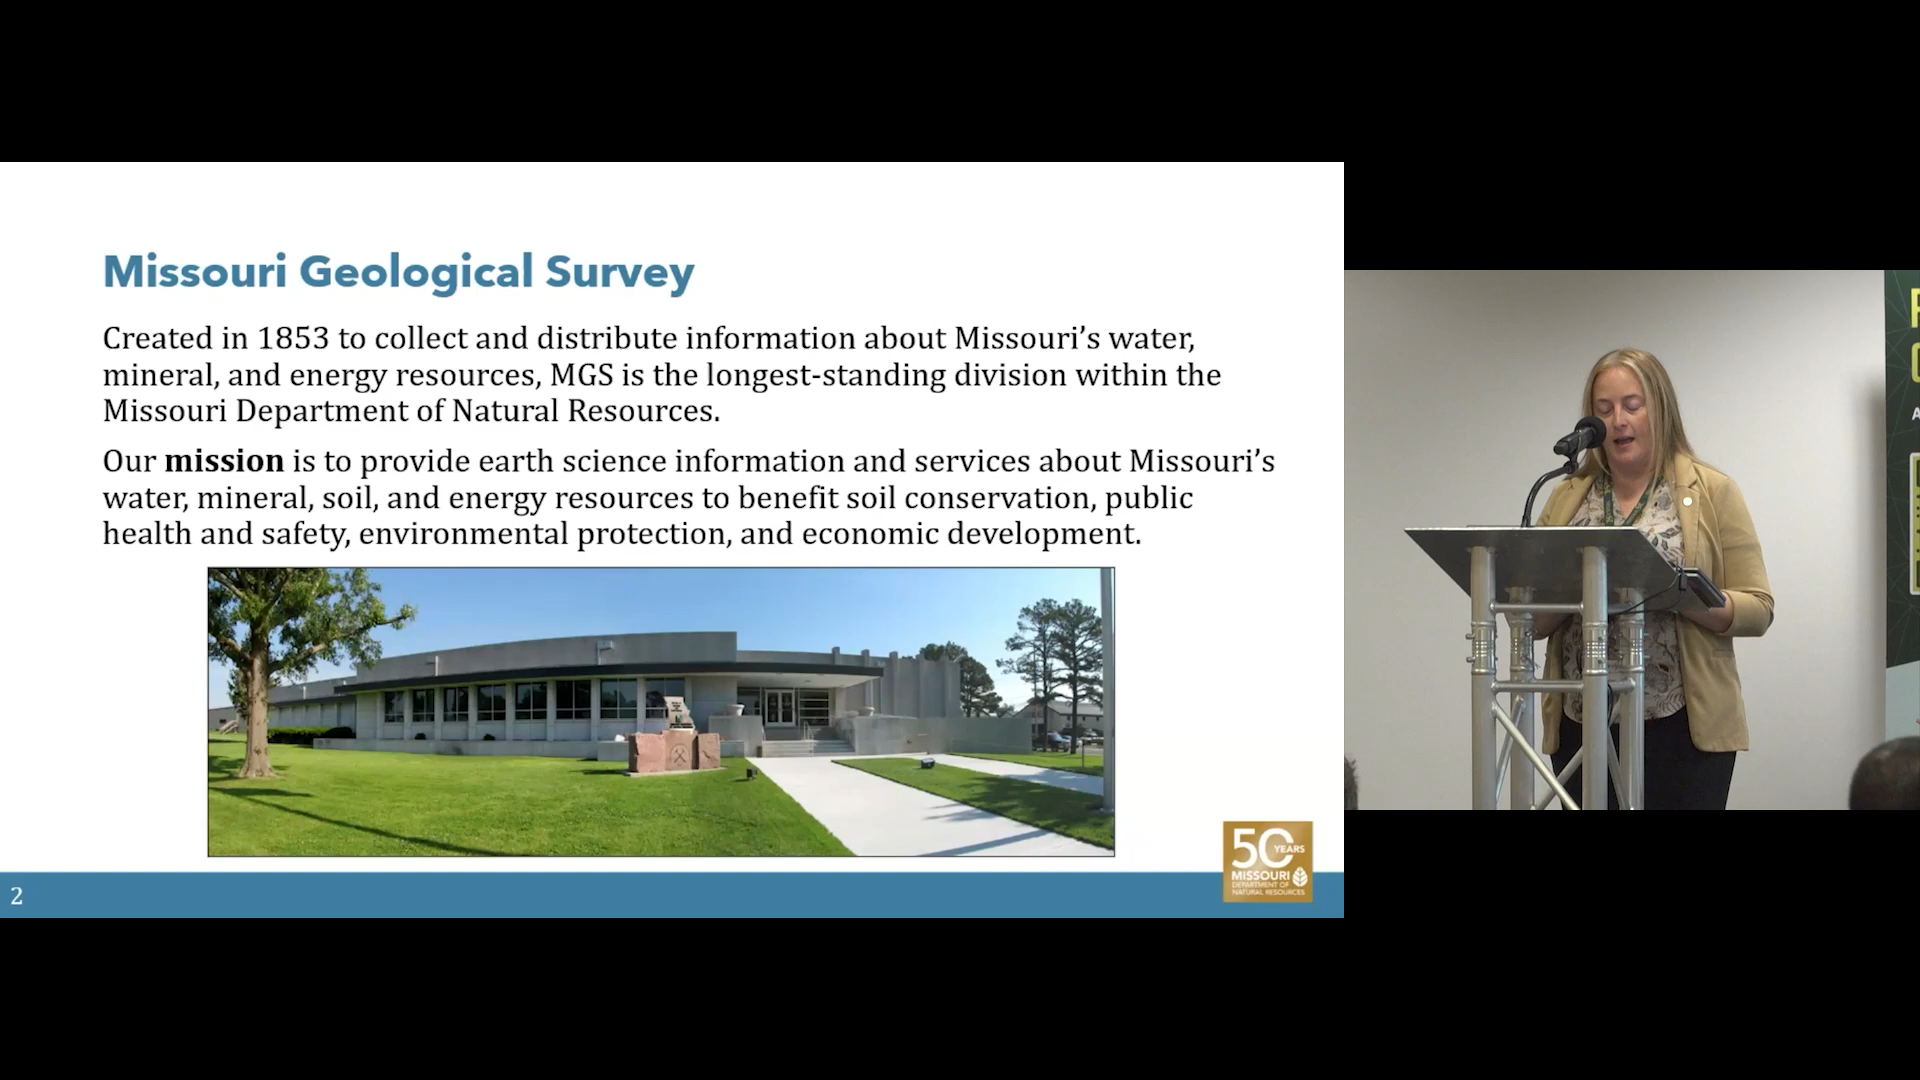 Missouri Geological Survey
Created in 1853 to collect and distribute information about Missouri’s water,
mineral, and energy resources, MGS is the longest-standing division within the
Missouri Department of Natural Resources.
Our mission is to provide earth science information and services about Missouri’s
water, mineral, soil, and energy resources to benefit soil conservation, public
health and safety, environmental protection, and economic development.
50
YEARS
MISSOURI
DEPARTMENT OF
NATURAL RESOURCES
2